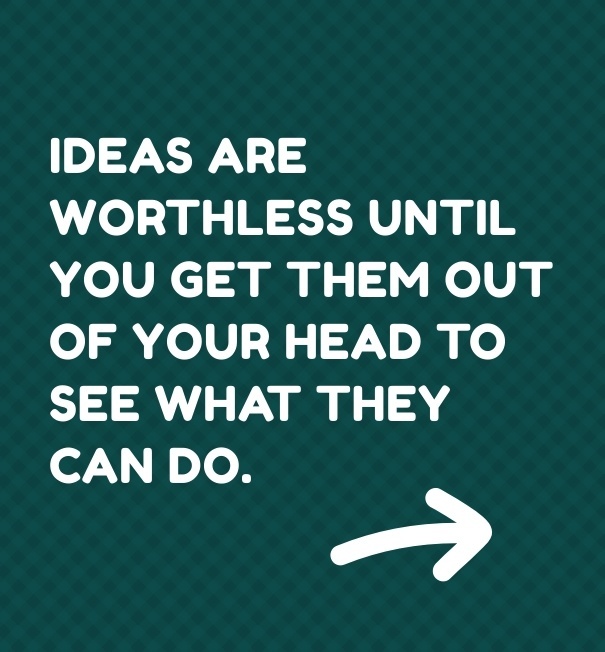 IDEAS ARE
WORTHLESS UNTIL
YOU GET THEM OUT
OF YOUR HEAD TO
SEE WHAT THEY
CAN DO.